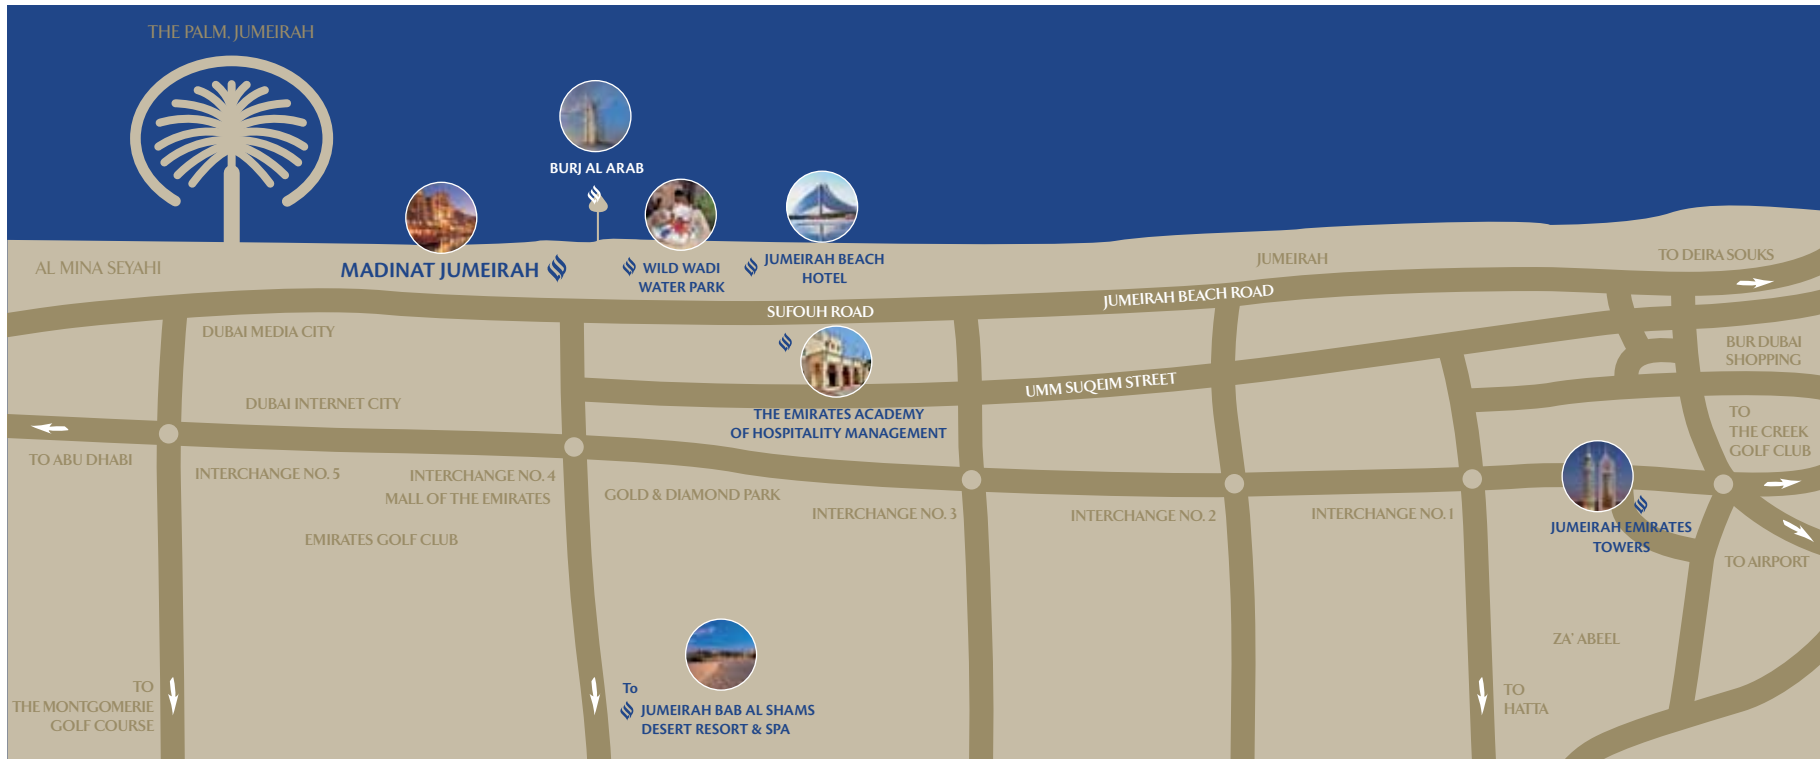 THE PALM, JUMEIRAH
BURJ AL ARAB
AL MINA SEYAHI
MADINAT JUMEIRAH
WILD WADI
WATER PARK
JUMEIRAH BEACH
HOTEL
JUMEIRAH
TO DEIRA SOUKS
JUMEIRAH BEACH ROAD
SUFOUH ROAD
DUBAI MEDIA CITY
BUR DUBAI
SHOPPING
UMM SUQEIM STREET
DUBAI INTERNET CITY
THE EMIRATES ACADEMY
OF HOSPITALITY MANAGEMENT
TO
THE CREEK
GOLF CLUB
TO ABU DHABI
INTERCHANGE NO. 5
INTERCHANGE NO. 4
MALL OF THE EMIRATES
GOLD & DIAMOND PARK
INTERCHANGE NO. 3
INTERCHANGE NO. 2
INTERCHANGE NO. 1
JUMEIRAH EMIRATES
TOWERS
EMIRATES GOLF CLUB
TO AIRPORT
ZA' ABEEL
TO
THE MONTGOMERIE
GOLF COURSE
To
JUMEIRAH BAB AL SHAMS
DESERT RESORT & SPA
TO
HATTA